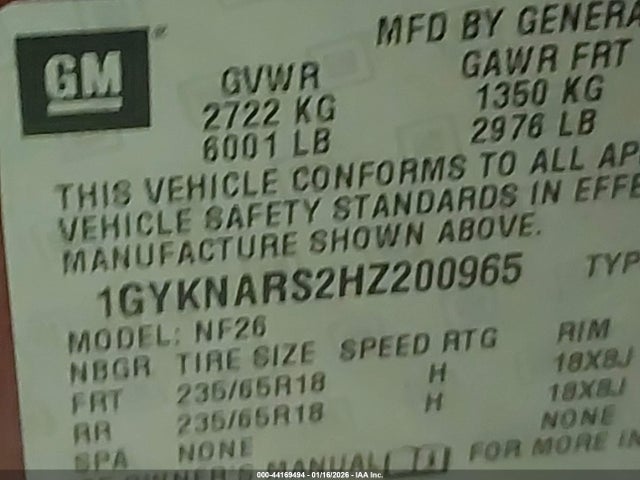 GM
MFD BY GENERA
GVWR GAWR FRT
2722 KG 1350 KG
6001 LB 2976 LB
THIS VEHICLE CONFORMS TO ALL AP
VEHICLE SAFETY STANDARDS IN EFFE
MANUFACTURE SHOWN ABOVE.
1GYKNARS2HZ200965 TYP
MODEL: NF26
NBGR TIRE SIZE SPEED RTG RIM
FRT 235/65R18 H 18X8J
RR 235/65R18 H 18X8J
SPA NONE NONE
OWNER'S MANUAL FOR MORE IN
000-44169494 - 01/16/2026 - IAA Inc.